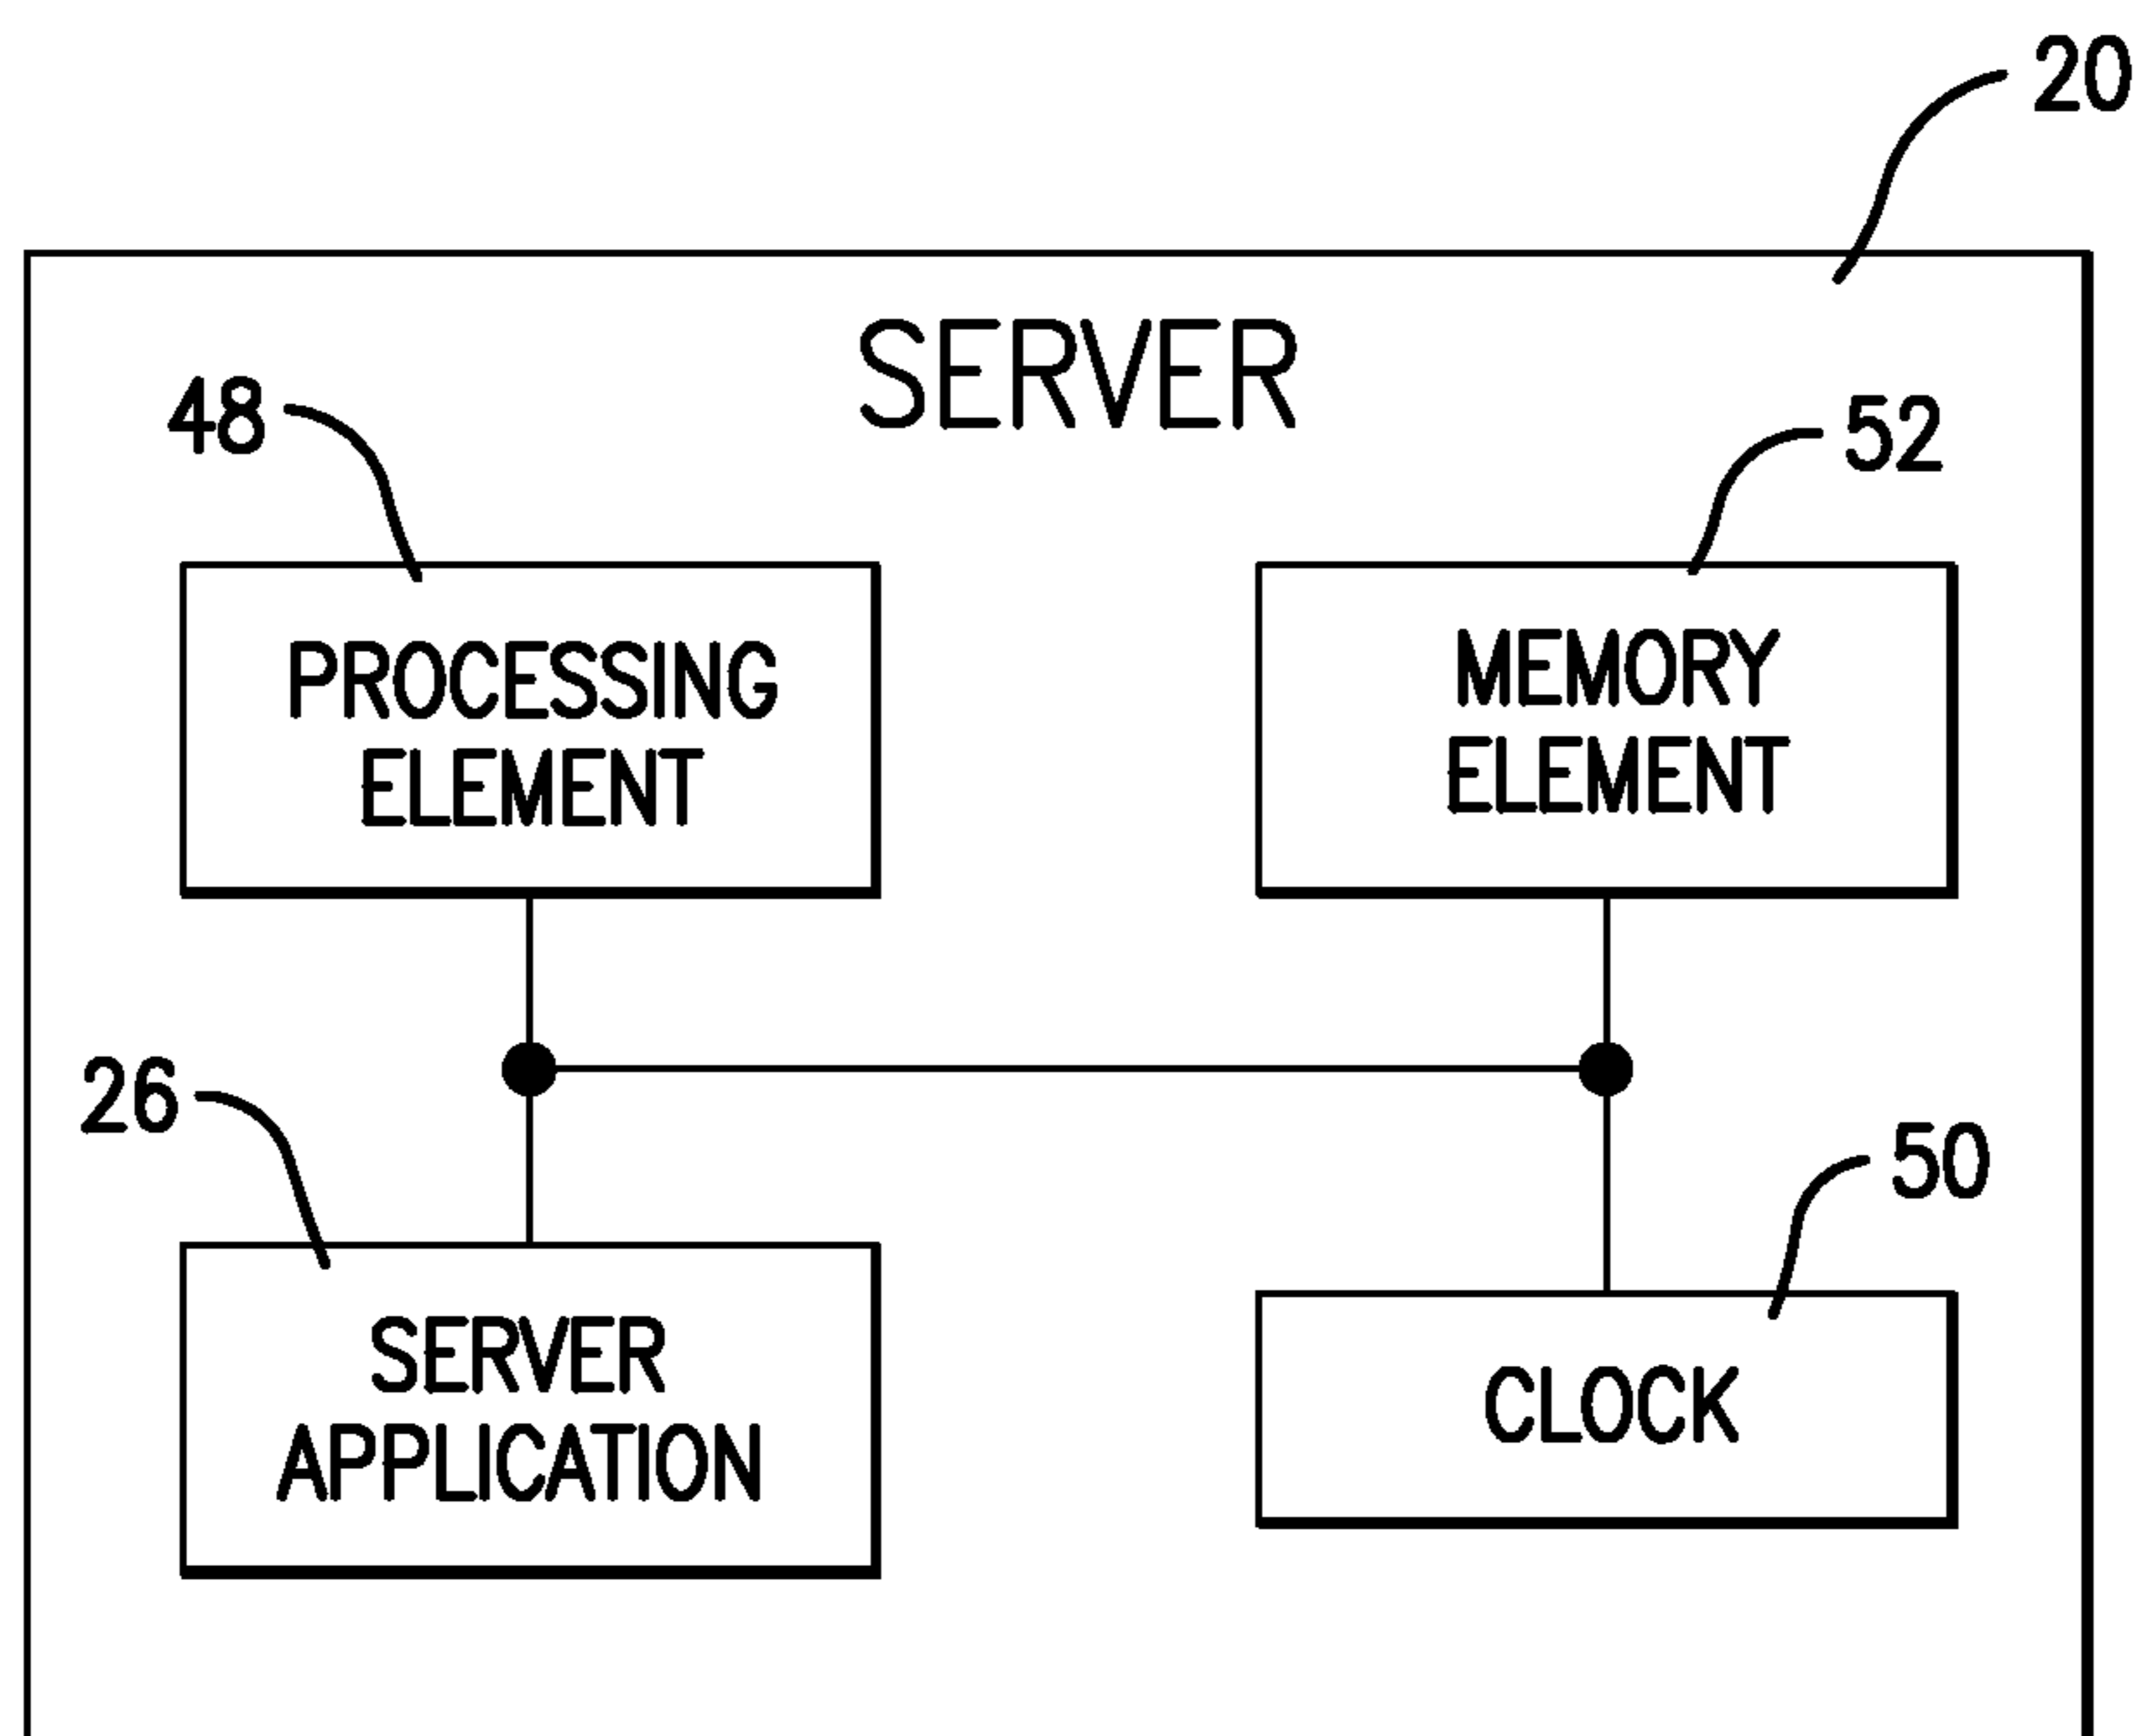 20
SERVER
48
52
PROCESSING
ELEMENT
MEMORY
ELEMENT
26
50
SERVER
APPLICATION
CLOCK